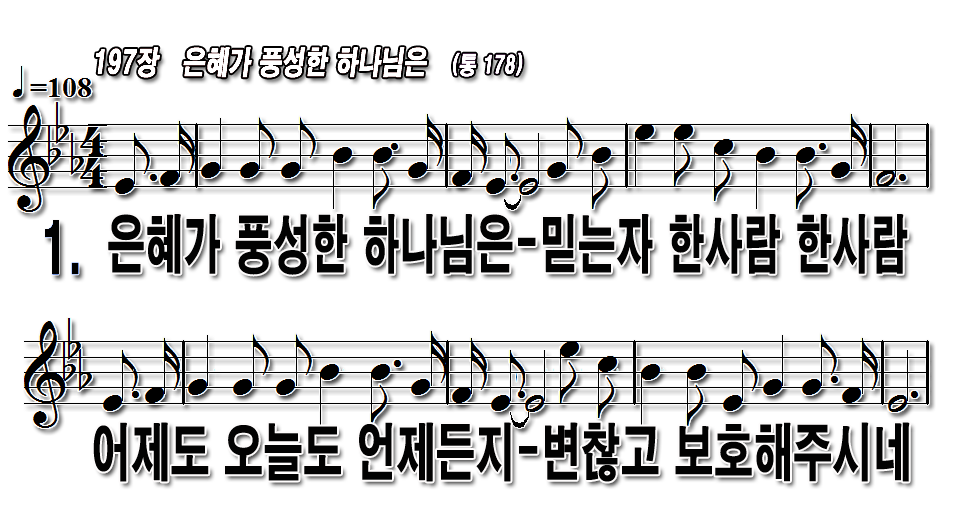 197장 은혜가 풍성한 하나님은 (통 178)
♩=108
4
4
1. 은혜가 풍성한 하나님은-믿는자 한사람 한사람
어제도 오늘도 언제든지-변찮고 보호해주시네